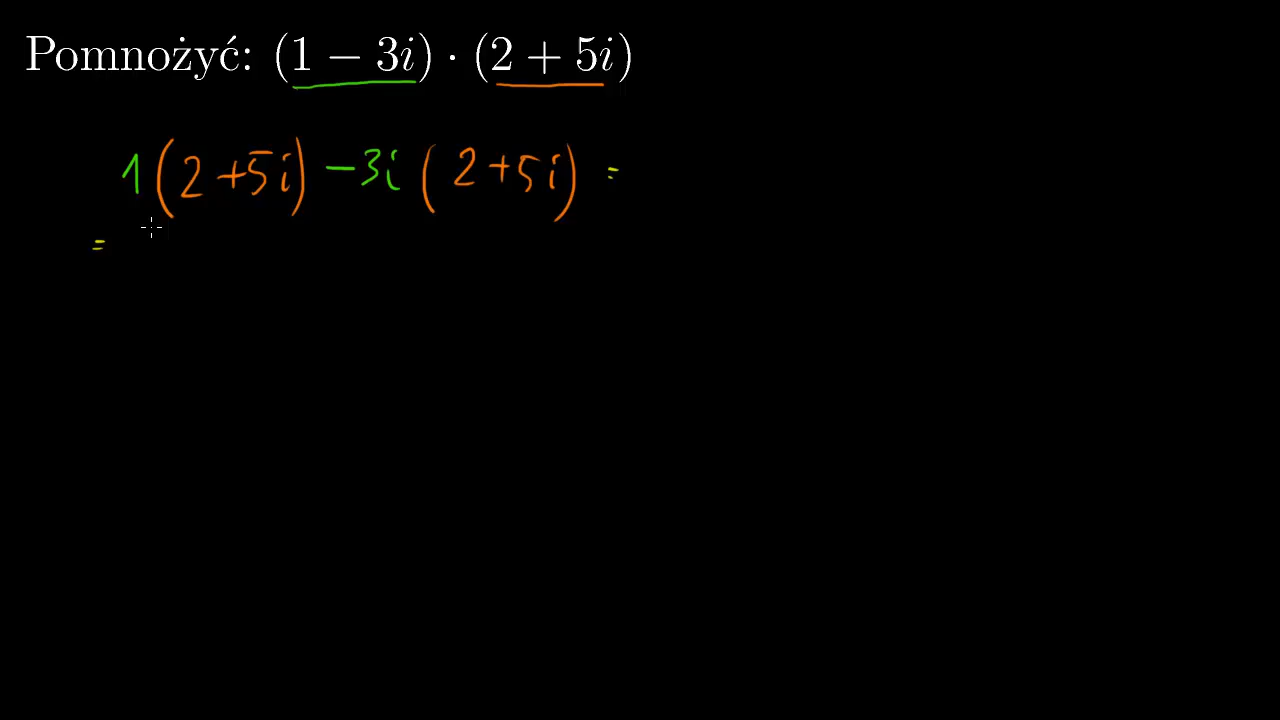 Pomnożyć: (1 − 3i) · (2 + 5i)
1(2+5i) −3i(2+5i) =
=